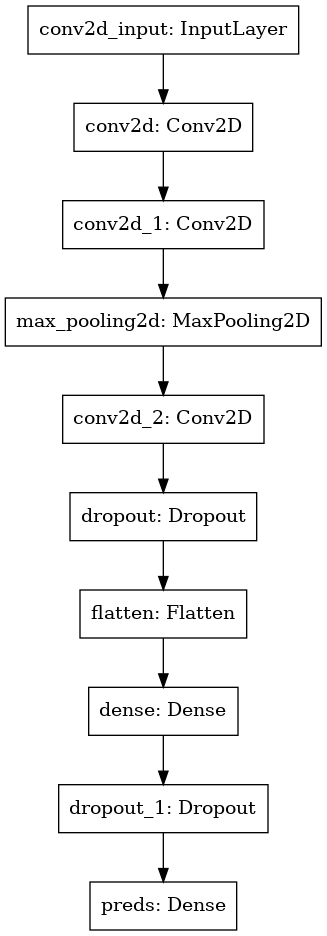 conv2d_input: InputLayer
conv2d: Conv2D
conv2d_1: Conv2D
max_pooling2d: MaxPooling2D
conv2d_2: Conv2D
dropout: Dropout
flatten: Flatten
dense: Dense
dropout_1: Dropout
preds: Dense